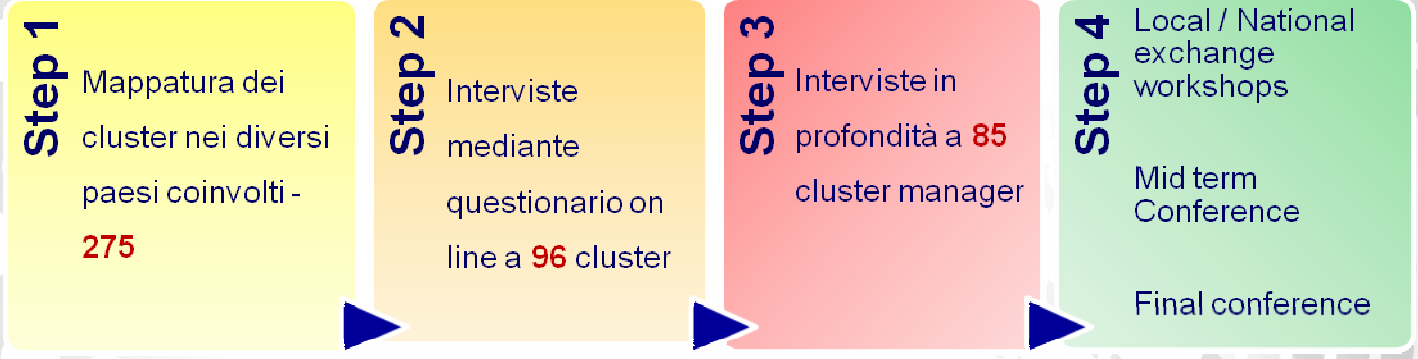 Step 1
Mappatura dei
cluster nei diversi
paesi coinvolti -
275
Step 2
Interviste
mediante
questionario on
line a 96 cluster
Step 3
Interviste in
profondità a 85
cluster manager
Step 4
Local / National
exchange
workshops
Mid term
Conference
Final conference